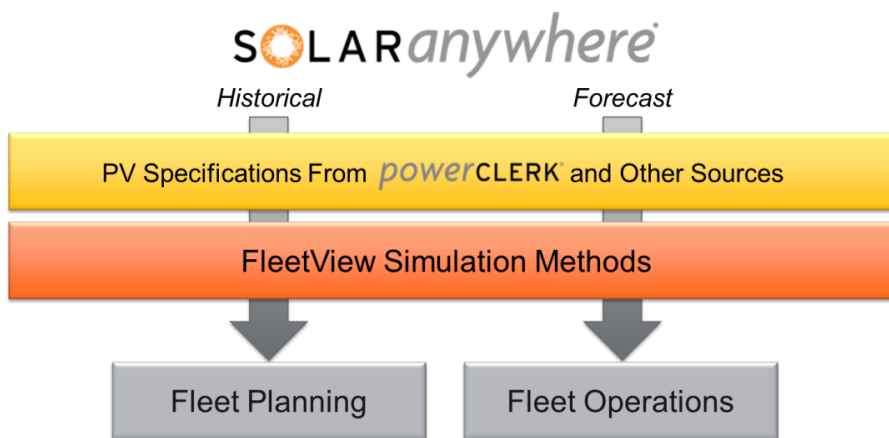 SOLARanywhere®
Historical Forecast
PV Specifications From powerCLERK® and Other Sources
FleetView Simulation Methods
Fleet Planning Fleet Operations